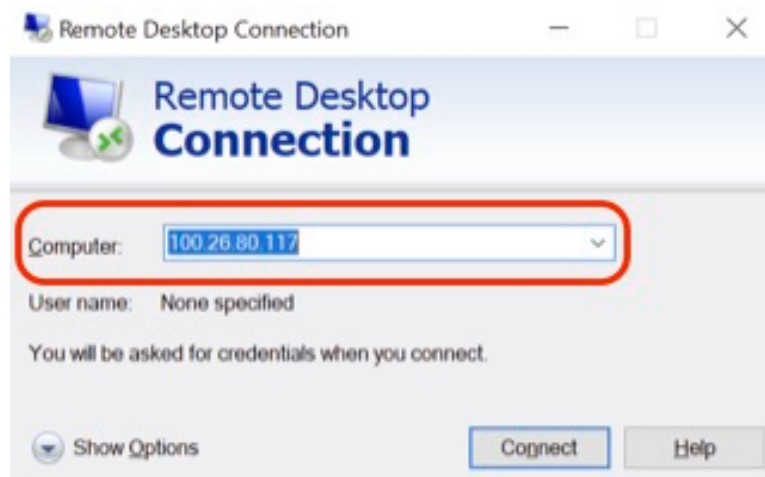 Remote Desktop Connection
Remote Desktop
Connection
Computer: 100.26.80.117
User name: None specified
You will be asked for credentials when you connect.
Show Options Connect Help